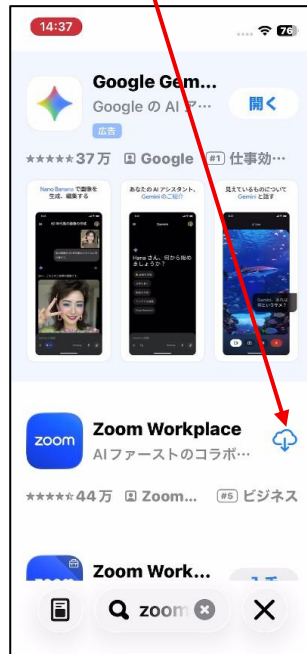 14:37
76
Google Gem...
Google の AI ア…
開く
広告
★★★★★ 37万 Google #1 仕事効…
Nano Banana で画像を
生成、編集する
あなたの AI アシスタント、
Gemini のご紹介
見えているものについて
Gemini と話す
Gemini
Hana さん、何から始め
ましょうか？
zoom
Zoom Workplace
AIファーストのコラボ…
44万 Zoom... #5 ビジネス
Zoom Work...
zoom